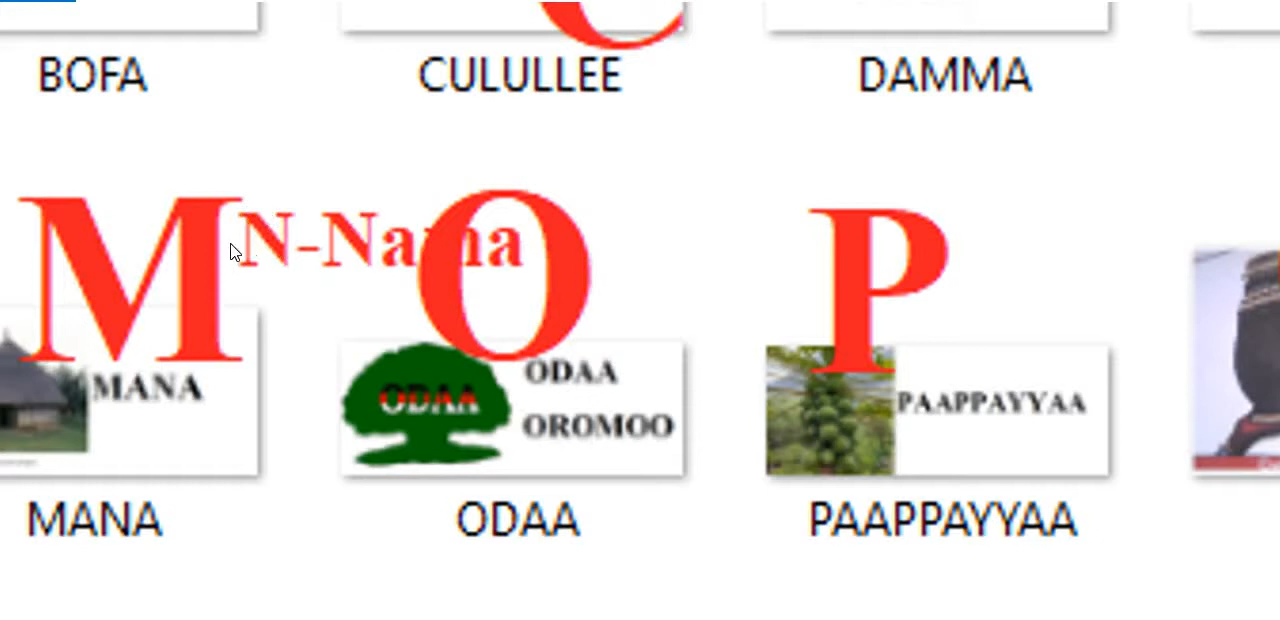 C
BOFA
CULULLEE
DAMMA
M
N-Nama
O
P
MANA
ODAA
ODAA
OROMOO
PAAPPAYYAA
MANA
ODAA
PAAPPAYYAA